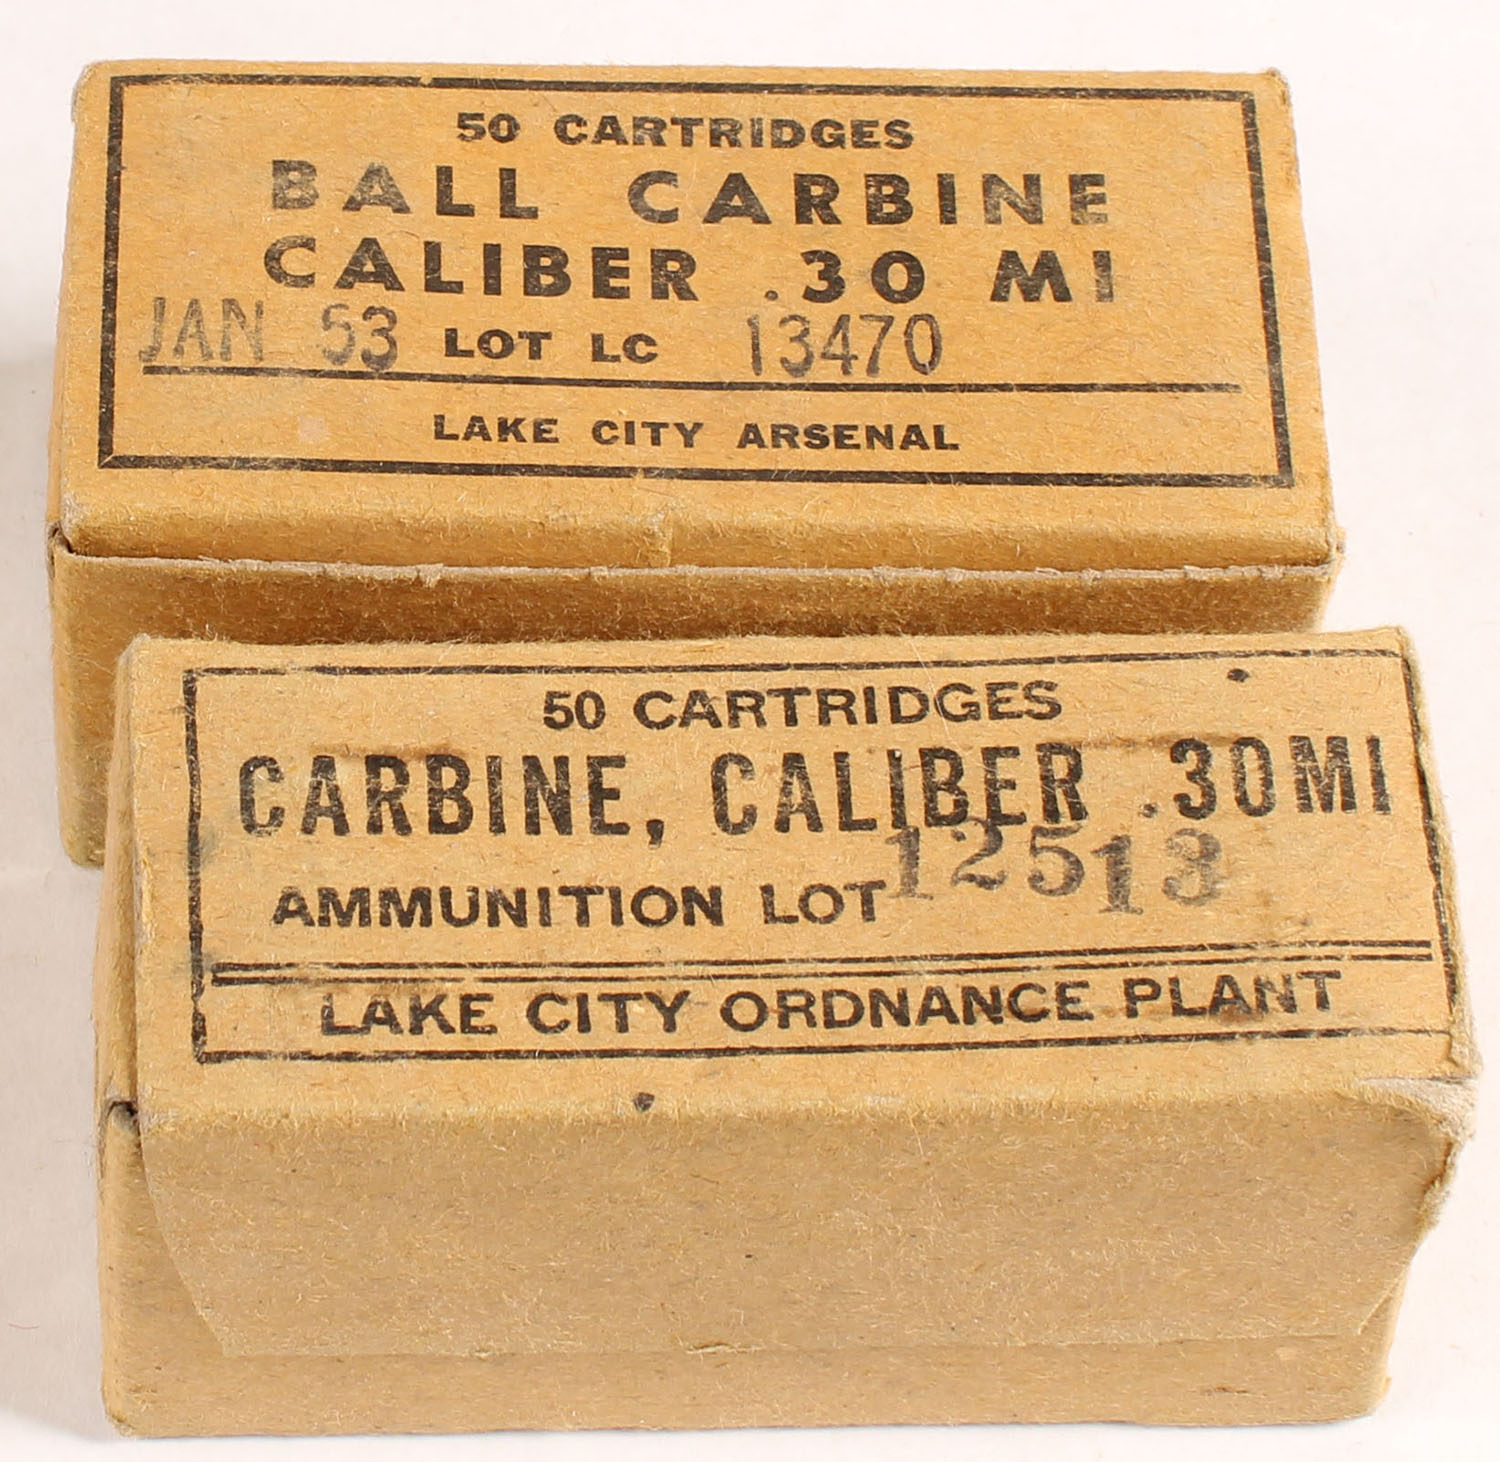 50 CARTRIDGES
BALL CARBINE
CALIBER .30 MI
JAN 53 LOT LC 13470
LAKE CITY ARSENAL
50 CARTRIDGES
CARBINE, CALIBER .30MI
AMMUNITION LOT 12513
LAKE CITY ORDNANCE PLANT